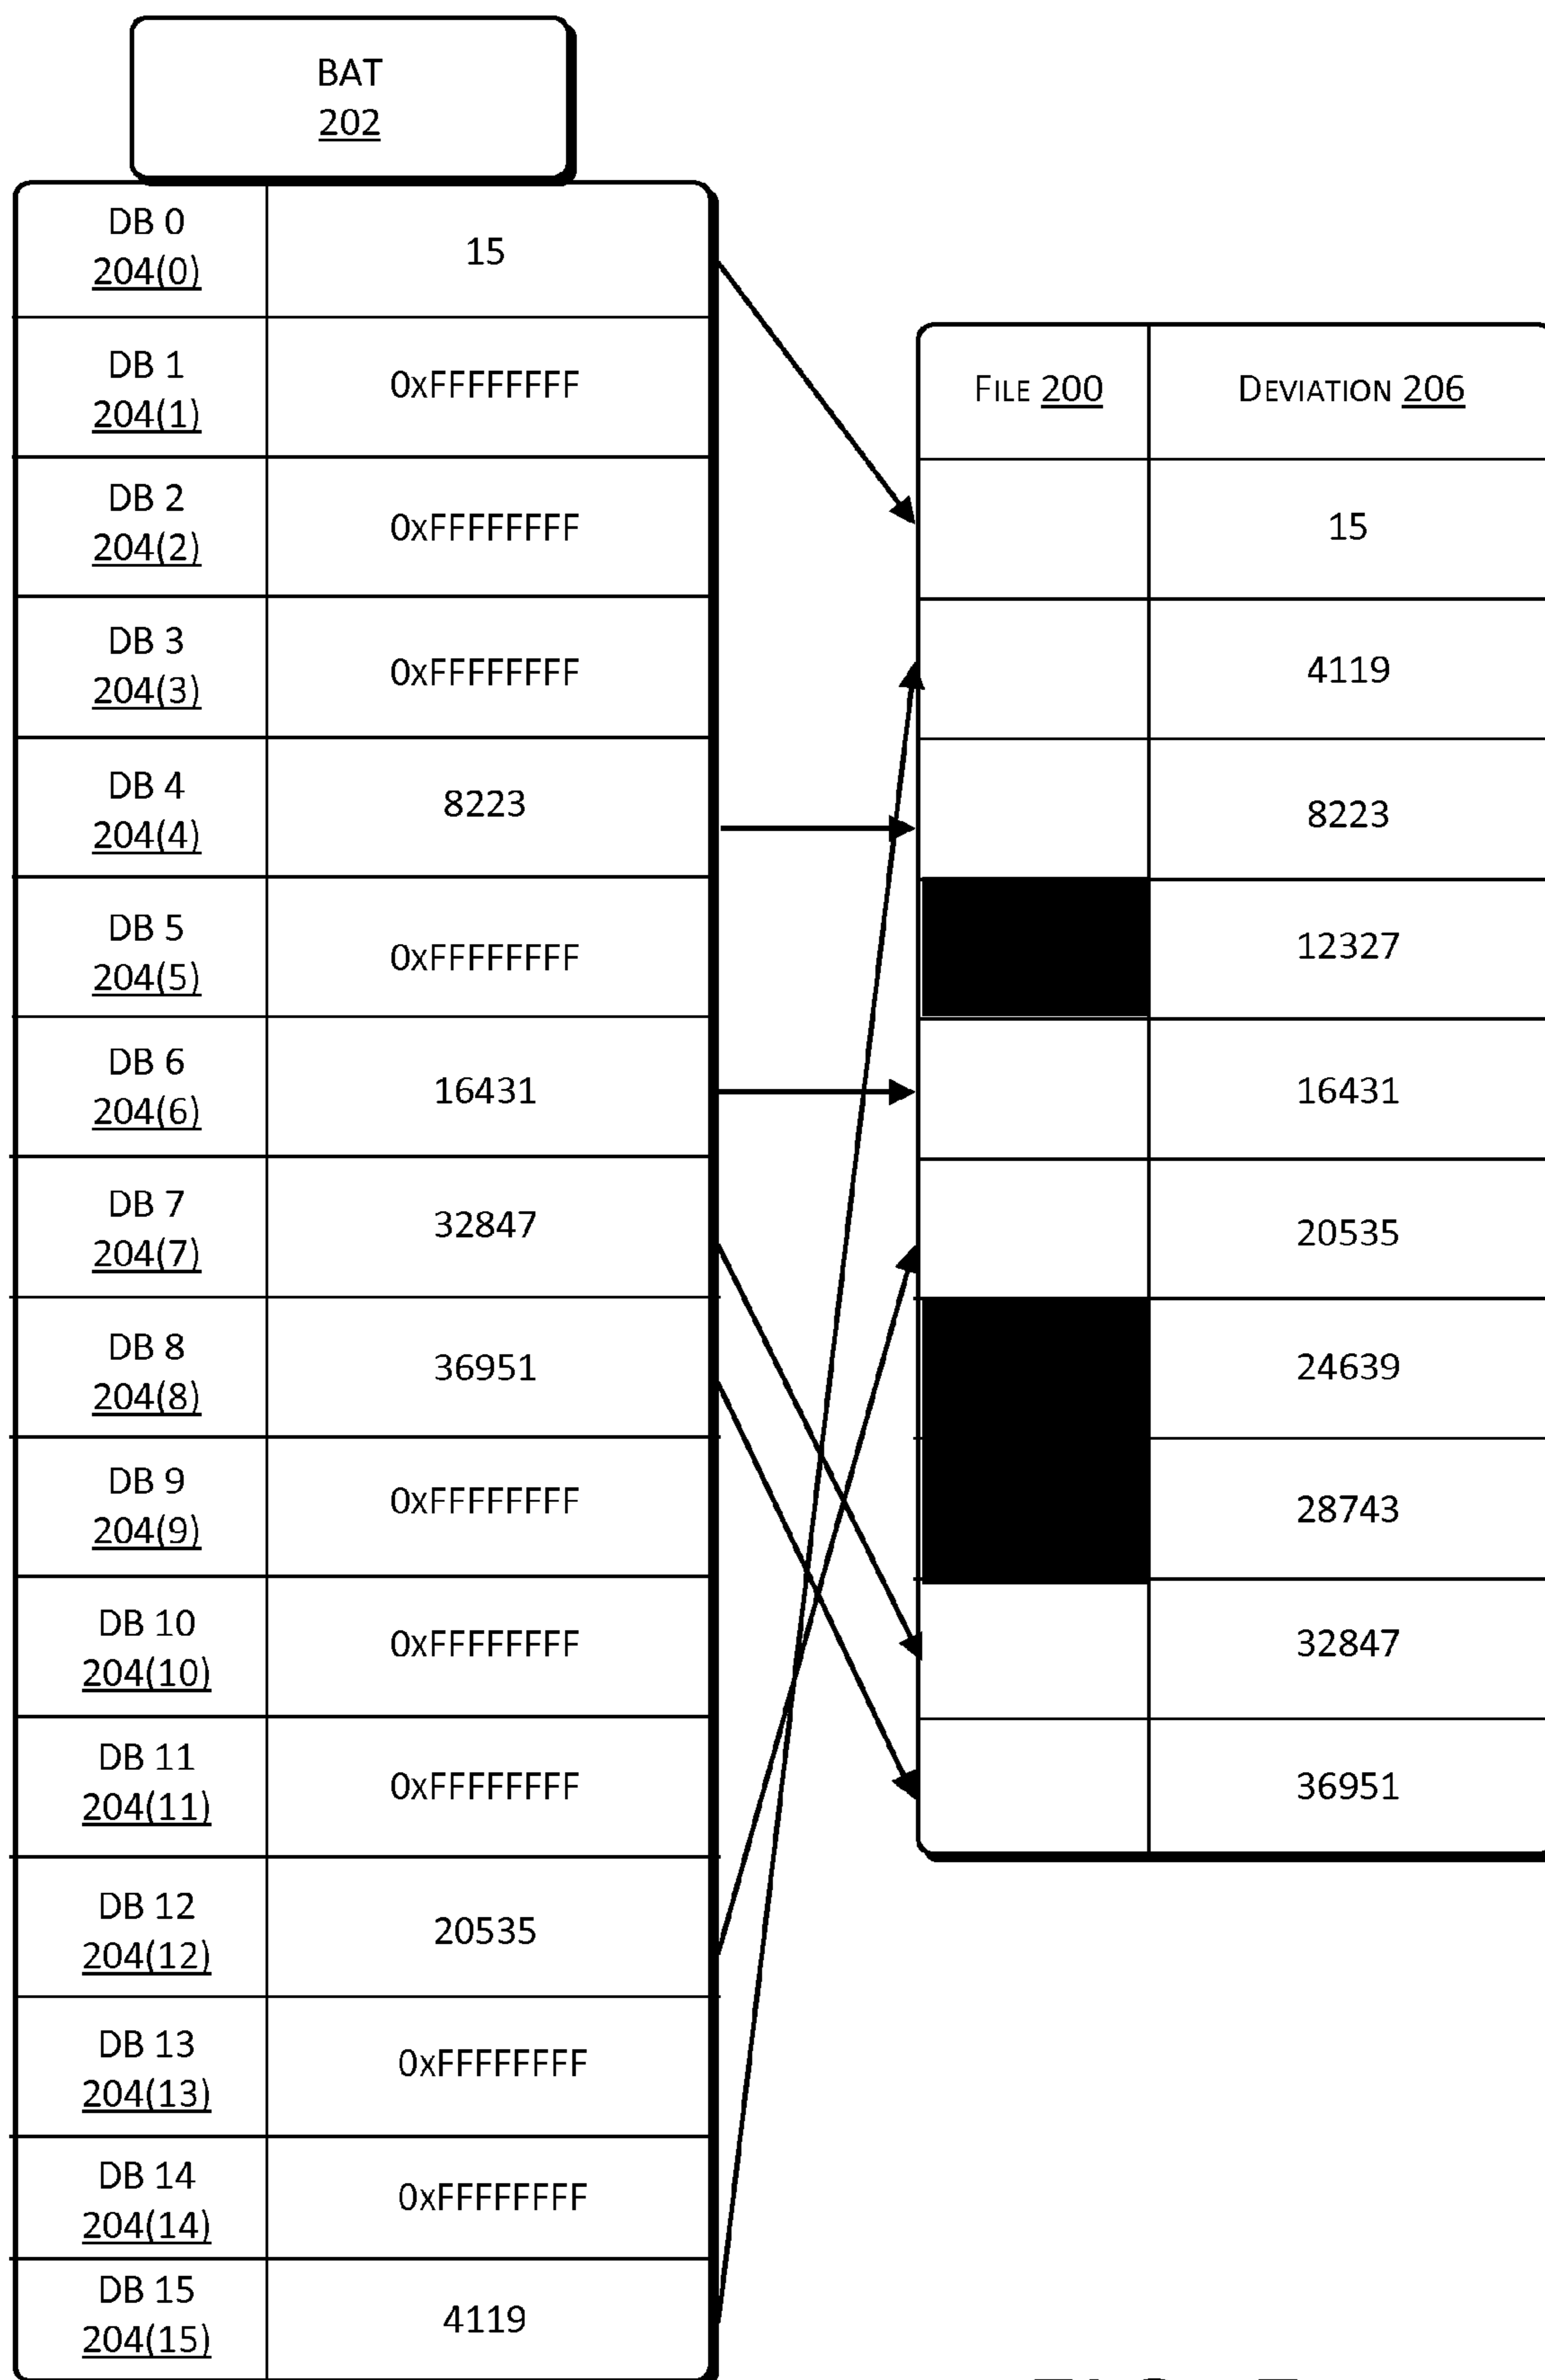 BAT
202
DB 0
204(0)
15
DB 1
204(1)
0xFFFFFFFF
DB 2
204(2)
0xFFFFFFFF
DB 3
204(3)
0xFFFFFFFF
DB 4
204(4)
8223
DB 5
204(5)
0xFFFFFFFF
DB 6
204(6)
16431
DB 7
204(7)
32847
DB 8
204(8)
36951
DB 9
204(9)
0xFFFFFFFF
DB 10
204(10)
0xFFFFFFFF
DB 11
204(11)
0xFFFFFFFF
DB 12
204(12)
20535
DB 13
204(13)
0xFFFFFFFF
DB 14
204(14)
0xFFFFFFFF
DB 15
204(15)
4119
FILE 200
DEVIATION 206
15
4119
8223
12327
16431
20535
24639
28743
32847
36951